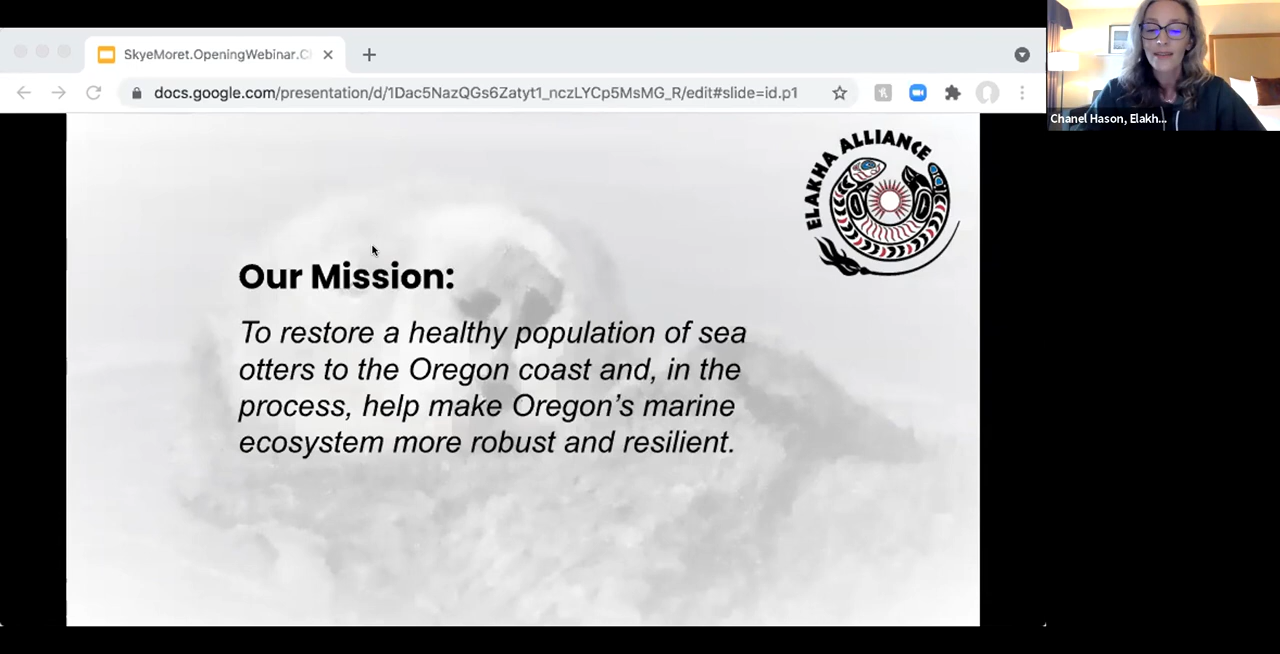 SkyeMoret.OpeningWebinar.C
docs.google.com/presentation/d/1Dac5NazQGs6Zatyt1_nczLYCp5MsMG_R/edit#slide=id.p1
Chanel Hason, Elakh...
ELAKHA ALLIANCE
Our Mission:
To restore a healthy population of sea
otters to the Oregon coast and, in the
process, help make Oregon's marine
ecosystem more robust and resilient.